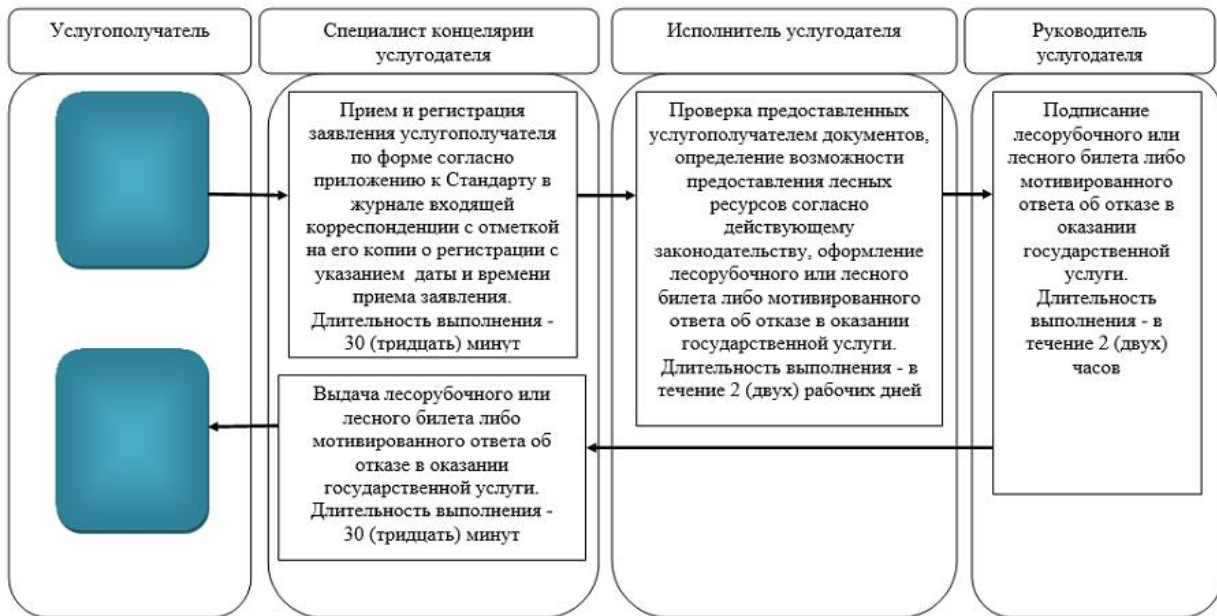 Услугополучатель
Специалист концелярии
услугодателя
Исполнитель услугодателя
Руководитель
услугодателя
Прием и регистрация
заявления услугополучателя
по форме согласно
приложению к Стандарту в
журнале входящей
корреспонденции с отметкой
на его копии о регистрации с
указанием даты и времени
приема заявления.
Длительность выполнения -
30 (тридцать) минут
Проверка предоставленных
услугополучателем документов,
определение возможности
предоставления лесных
ресурсов согласно
действующему
законодательству, оформление
лесорубочного или лесного
билета либо мотивированного
ответа об отказе в оказании
государственной услуги.
Длительность выполнения - в
течение 2 (двух) рабочих дней
Подписание
лесорубочного или
лесного билета либо
мотивированного
ответа об отказе в
оказании
государственной
услуги.
Длительность
выполнения - в
течение 2 (двух)
часов
Выдача лесорубочного или
лесного билета либо
мотивированного ответа об
отказе в оказании
государственной услуги.
Длительность выполнения -
30 (тридцать) минут